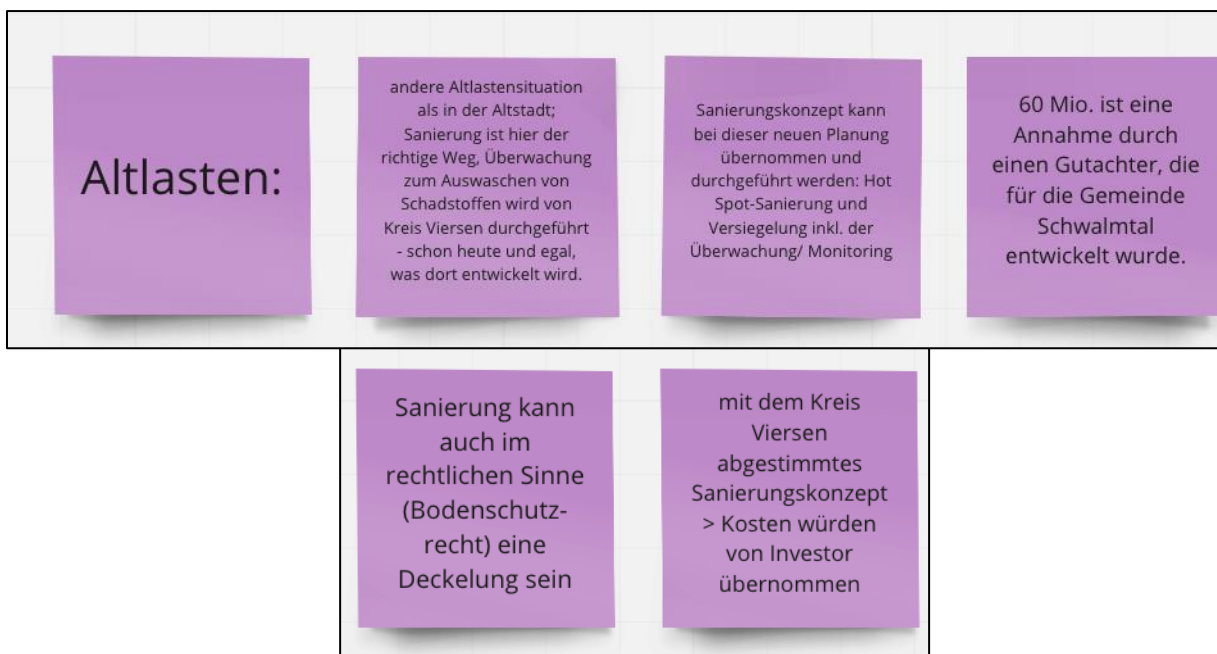 Altlasten:
andere Altlastensituation
als in der Altstadt;
Sanierung ist hier der
richtige Weg, Überwachung
zum Auswaschen von
Schadstoffen wird von
Kreis Viersen durchgeführt
- schon heute und egal,
was dort entwickelt wird.
Sanierungskonzept kann
bei dieser neuen Planung
übernommen und
durchgeführt werden: Hot
Spot-Sanierung und
Versiegelung inkl. der
Überwachung/ Monitoring
60 Mio. ist eine
Annahme durch
einen Gutachter, die
für die Gemeinde
Schwalmtal
entwickelt wurde.
Sanierung kann
auch im
rechtlichen Sinne
(Bodenschutz-
recht) eine
Deckelung sein
mit dem Kreis
Viersen
abgestimmtes
Sanierungskonzept
> Kosten würden
von Investor
übernommen